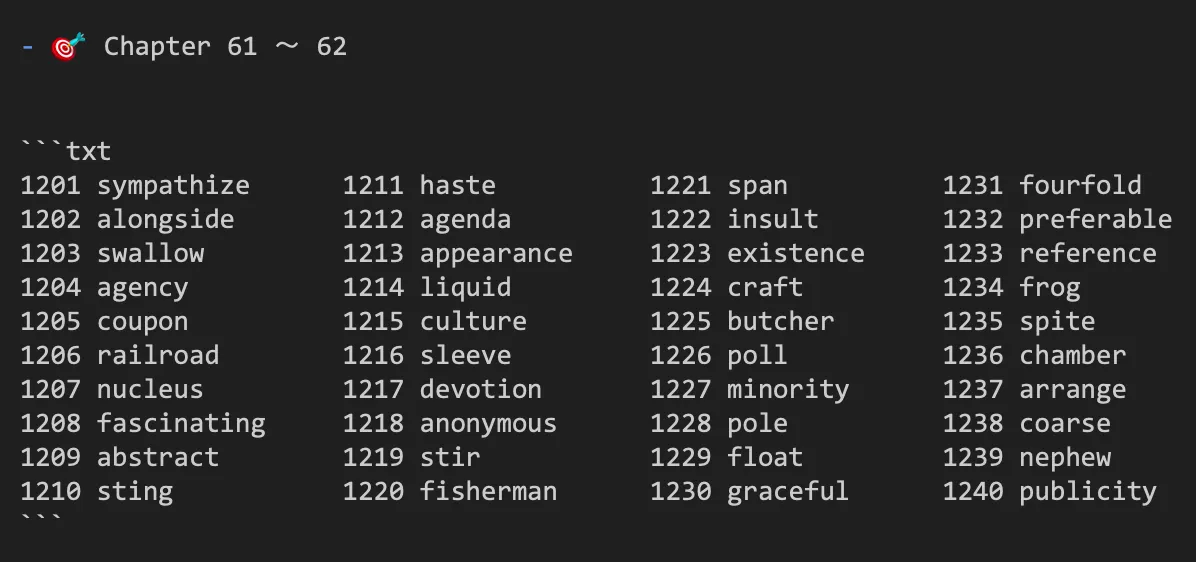 - 🎯 Chapter 61 ～ 62
```txt
1201 sympathize      1211 haste          1221 span          1231 fourfold
1202 alongside       1212 agenda         1222 insult        1232 preferable
1203 swallow         1213 appearance     1223 existence     1233 reference
1204 agency          1214 liquid         1224 craft         1234 frog
1205 coupon          1215 culture        1225 butcher       1235 spite
1206 railroad        1216 sleeve         1226 poll          1236 chamber
1207 nucleus         1217 devotion       1227 minority      1237 arrange
1208 fascinating     1218 anonymous      1228 pole          1238 coarse
1209 abstract        1219 stir           1229 float         1239 nephew
1210 sting           1220 fisherman      1230 graceful      1240 publicity
```